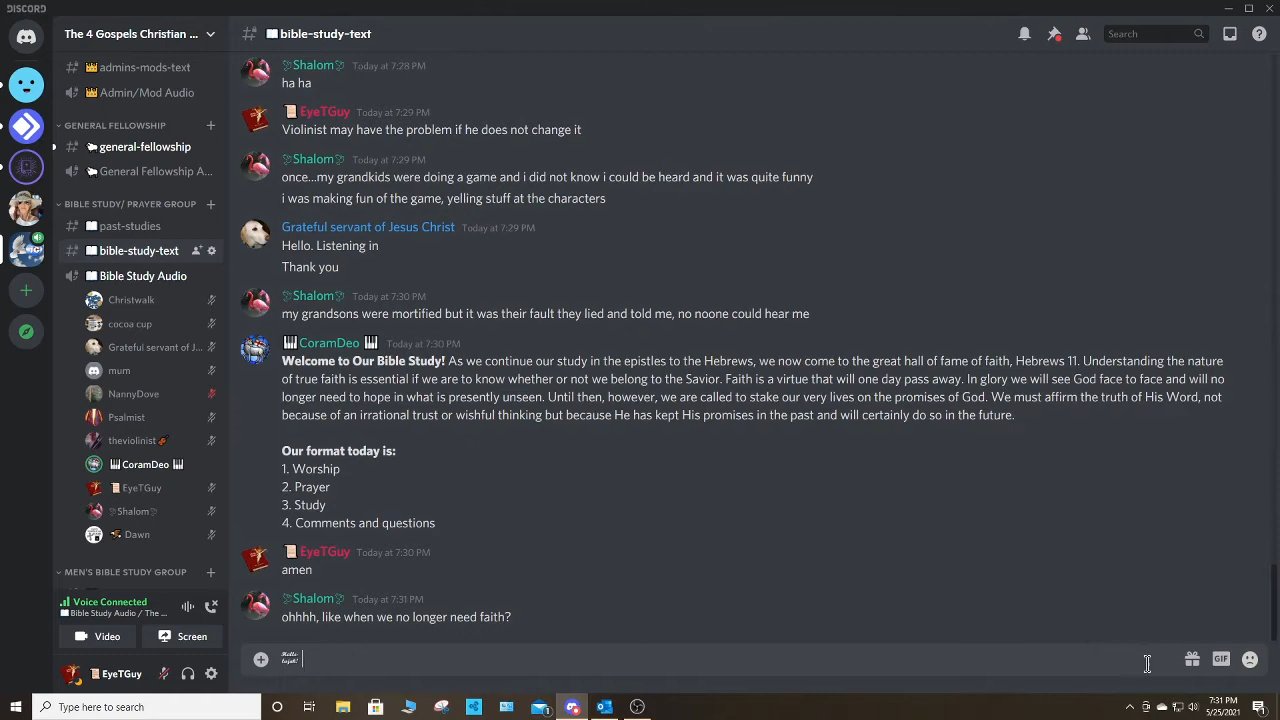 DISCORD
The 4 Gospels Christian ...
admins-mods-text
Admin/Mod Audio
GENERAL FELLOWSHIP
general-fellowship
General Fellowship A...
BIBLE STUDY/ PRAYER GROUP
past-studies
bible-study-text
Bible Study Audio
Christwalk
cocoa cup
Grateful servant of J...
mum
NannyDove
Psalmist
theviolinist
CoramDeo
EyeTGuy
Shalom
Dawn
MEN'S BIBLE STUDY GROUP
Voice Connected
Bible Study Audio / The ...
Video
Screen
EyeTGuy
bible-study-text
Search
Shalom Today at 7:28 PM
ha ha
EyeTGuy Today at 7:29 PM
Violinist may have the problem if he does not change it
Shalom Today at 7:29 PM
once...my grandkids were doing a game and i did not know i could be heard and it was quite funny
i was making fun of the game, yelling stuff at the characters
Grateful servant of Jesus Christ Today at 7:29 PM
Hello. Listening in
Thank you
Shalom Today at 7:30 PM
my grandsons were mortified but it was their fault they lied and told me, no noone could hear me
CoramDeo Today at 7:30 PM
Welcome to Our Bible Study! As we continue our study in the epistles to the Hebrews, we now come to the great hall of fame of faith, Hebrews 11. Understanding the nature
of true faith is essential if we are to know whether or not we belong to the Savior. Faith is a virtue that will one day pass away. In glory we will see God face to face and will no
longer need to hope in what is presently unseen. Until then, however, we are called to stake our very lives on the promises of God. We must affirm the truth of His Word, not
because of an irrational trust or wishful thinking but because He has kept His promises in the past and will certainly do so in the future.
Our format today is:
1. Worship
2. Prayer
3. Study
4. Comments and questions
EyeTGuy Today at 7:30 PM
amen
Shalom Today at 7:31 PM
ohhhh, like when we no longer need faith?
Hallelujah!
GIF
Type here to search
7:31 PM
5/25/2021